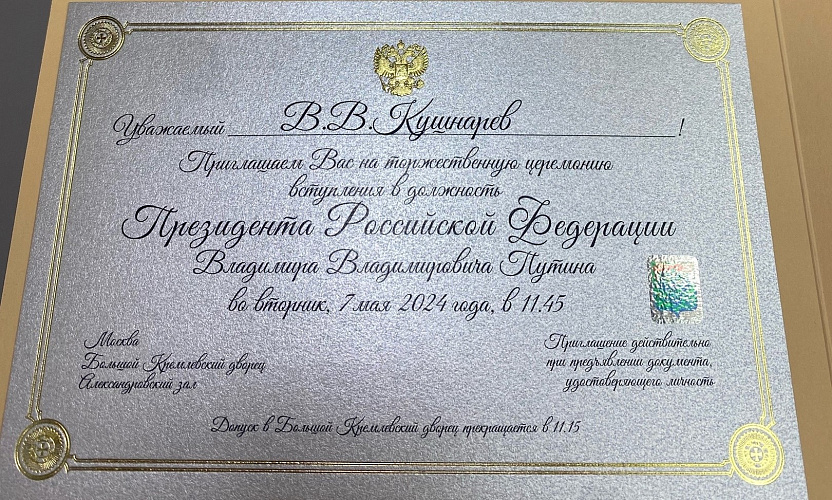 Уважаемый В.В.Кушнарев!
Приглашаем Вас на торжественную церемонию
вступления в должность
Президента Российской Федерации
Владимира Владимировича Путина
во вторник, 7 мая 2024 года, в 11.45
Москва
Большой Кремлевский дворец
Александровский зал
Приглашение действительно
при предъявлении документа,
удостоверяющего личность
Допуск в Большой Кремлевский дворец прекращается в 11.15